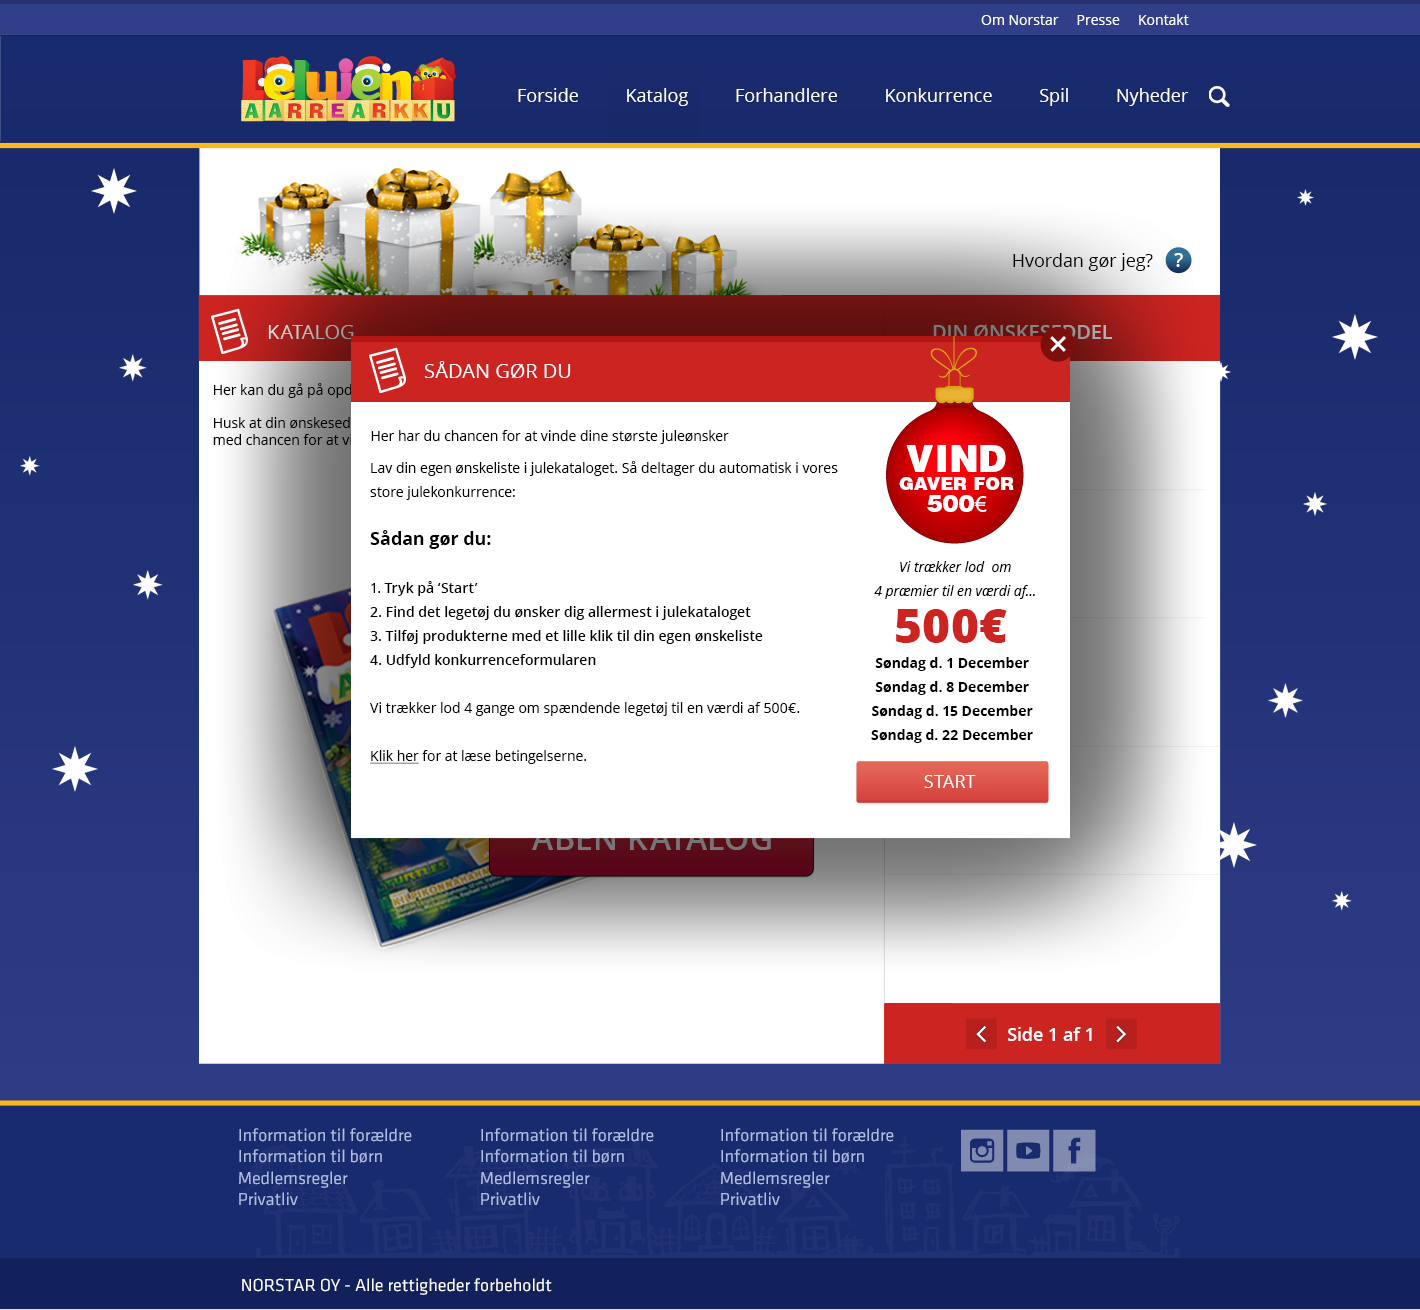 Om Norstar Presse Kontakt
Lelujen
AARREARKKU
Forside Katalog Forhandlere Konkurrence Spil Nyheder
Hvordan gør jeg? ?
KATALOG
DIN ØNSKESEDDEL
Her kan du gå på
Husk at din
med chancen for at
SÅDAN GØR DU
Her har du chancen for at vinde dine største juleønsker
Lav din egen ønskeliste i julekataloget. Så deltager du automatisk i vores
store julekonkurrence:
Sådan gør du:
1. Tryk på ‘Start’
2. Find det legetøj du ønsker dig allermest i julekataloget
3. Tilføj produkterne med et lille klik til din egen ønskeliste
4. Udfyld konkurrenceformularen
Vi trækker lod 4 gange om spændende legetøj til en værdi af 500€.
Klik her for at læse betingelserne.
VIND
GAVER FOR
500€
Vi trækker lod om
4 præmier til en værdi af...
500€
Søndag d. 1 December
Søndag d. 8 December
Søndag d. 15 December
Søndag d. 22 December
START
ÅBEN KATALOG
TURTLES
Side 1 af 1
Information til forældre
Information til børn
Medlemsregler
Privatliv
Information til forældre
Information til børn
Medlemsregler
Privatliv
Information til forældre
Information til børn
Medlemsregler
Privatliv
NORSTAR OY - Alle rettigheder forbeholdt